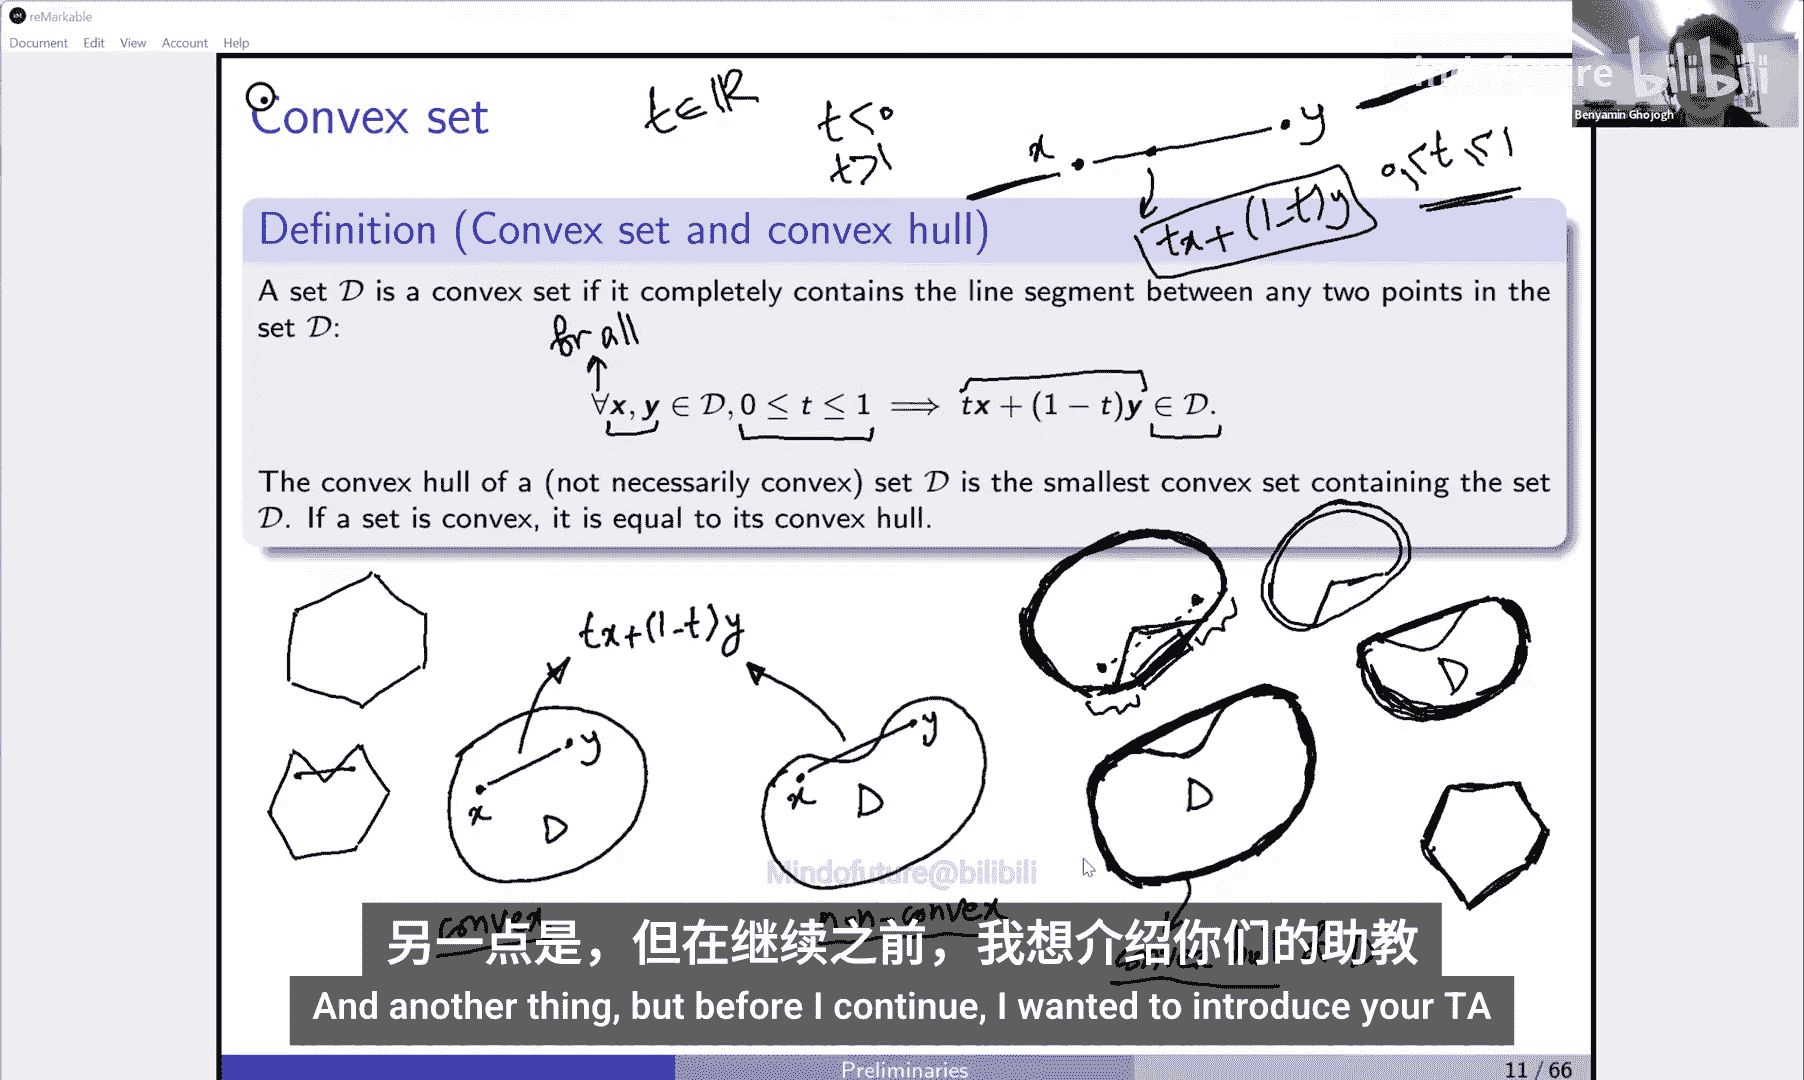 reMarkable
Document Edit View Account Help
bilibili
Benyamin Ghojogh
Convex set
t∈ℝ
t<0
t>1
x
y
0≤t≤1
tx+(1-t)y
Definition (Convex set and convex hull)
A set 𝒟 is a convex set if it completely contains the line segment between any two points in the
set 𝒟:
for all
∀x, y ∈ 𝒟, 0 ≤ t ≤ 1 ⟹ tx + (1 − t)y ∈ 𝒟.
The convex hull of a (not necessarily convex) set 𝒟 is the smallest convex set containing the set
𝒟. If a set is convex, it is equal to its convex hull.
tx+(1-t)y
D
x y
D
x y
D
D
Mindofuture@bilibili
convex
non-convex
另一点是，但在继续之前，我想介绍你们的助教
And another thing, but before I continue, I wanted to introduce your TA
Preliminaries
11 / 66